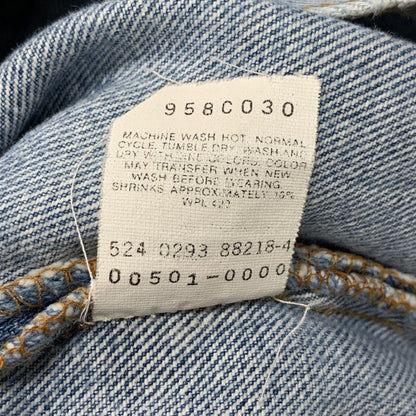 958C030
MACHINE WASH HOT, NORMAL
CYCLE, TUMBLE DRY. WASH AND
DRY WITH LIKE COLORS. COLOR
MAY TRANSFER WHEN NEW
WASH BEFORE WEARING
SHRINKS APPROXIMATELY 10%
WPL 423
524 0293 88218-4
00501-0000